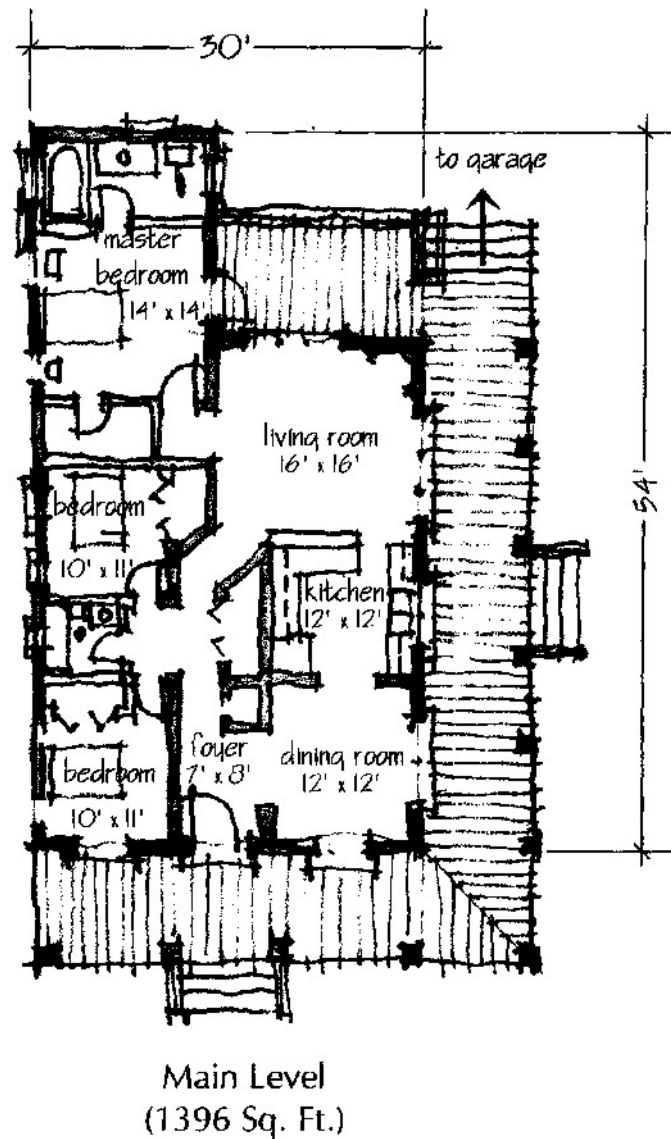 30'
to garage
master
bedroom
14' x 14'
54'
living room
16' x 16'
bedroom
10' x 11'
kitchen
12' x 12'
foyer
7' x 8'
dining room
12' x 12'
bedroom
10' x 11'
Main Level
(1396 Sq. Ft.)